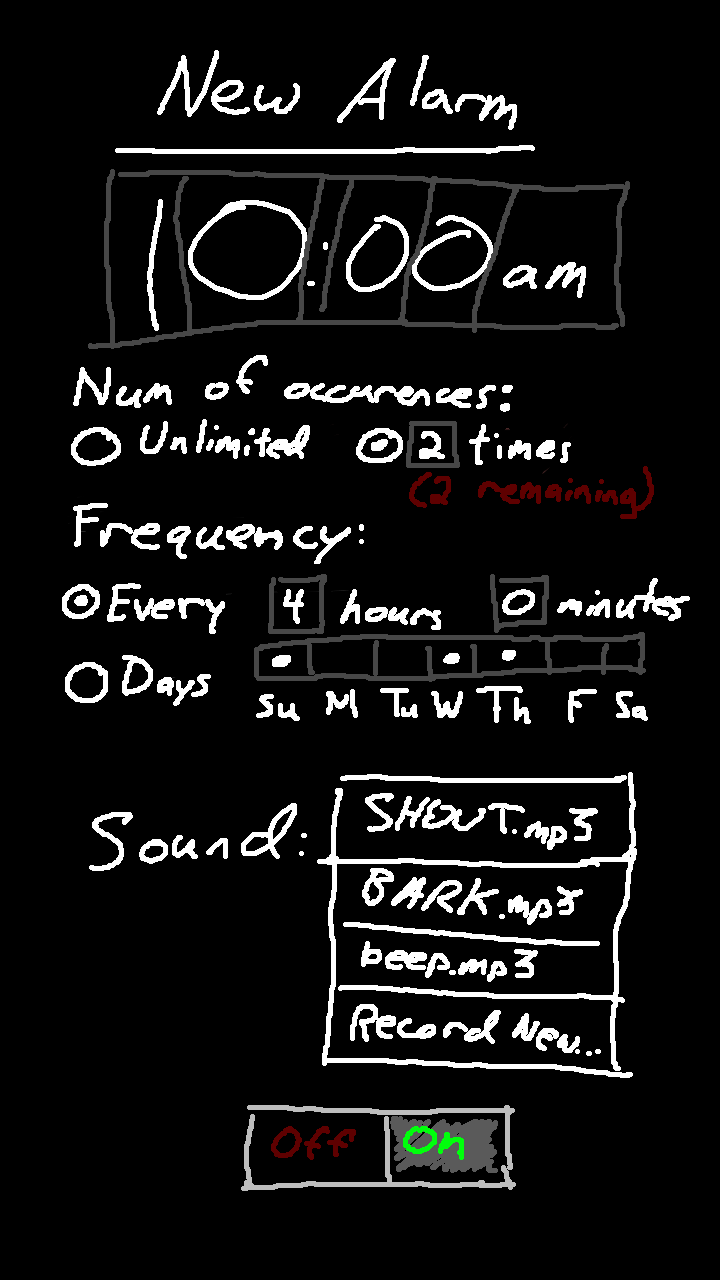 New Alarm
10:00 am
Num of occurences:
Unlimited 2 times
(2 remaining)
Frequency:
Every 4 hours 0 minutes
Days
Su M Tu W Th F Sa
Sound: SHOUT.mp3
BARK.mp3
beep.mp3
Record New...
Off On